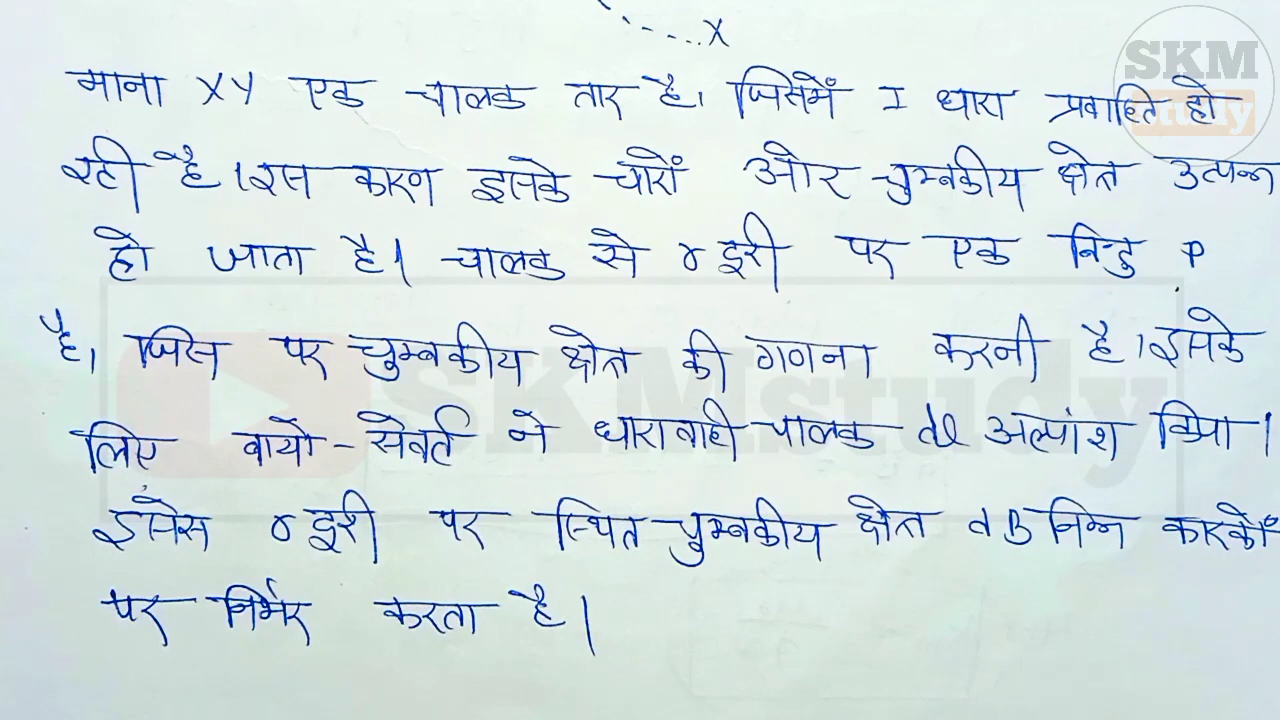 X
SKM
study
माना XY एक चालक तार है। जिसमें I धारा प्रवाहित हो
रही है। इस कारण इसके चारों ओर चुम्बकीय क्षेत्र उत्पन्न
हो जाता है। चालक से r दूरी पर एक बिन्दु P
है। जिस पर चुम्बकीय क्षेत्र की गणना करनी है। इसके
लिए बायो-सेवर्ट ने धारावाही चालक dl अल्पांश लिया।
इससे r दूरी पर स्थित चुम्बकीय क्षेत्र dB निम्न कारकों
पर निर्भर करता है।
SKMstudy